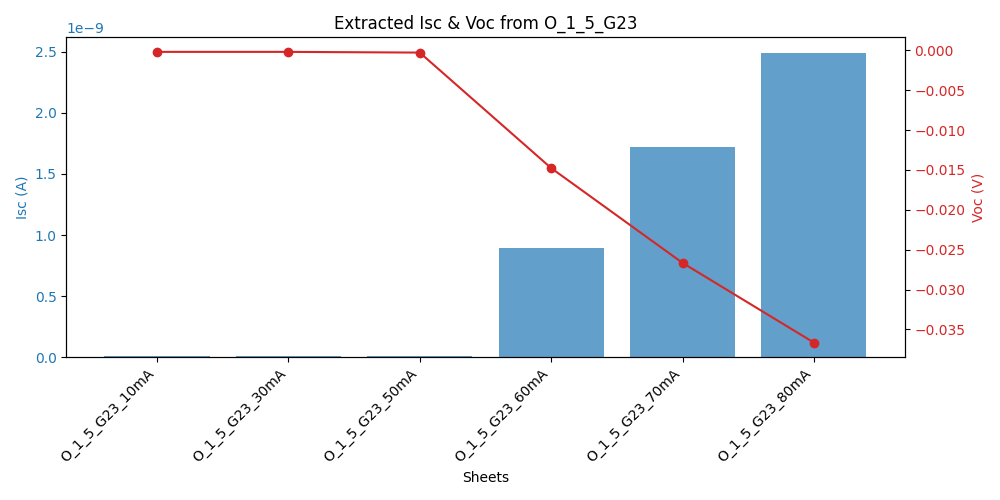 Extracted Isc & Voc from O_1_5_G23
1e−9
Isc (A)
2.5
2.0
1.5
1.0
0.5
0.0
0.000
−0.005
−0.010
−0.015
−0.020
−0.025
−0.030
−0.035
Voc (V)
O_1_5_G23_10mA
O_1_5_G23_30mA
O_1_5_G23_50mA
O_1_5_G23_60mA
O_1_5_G23_70mA
O_1_5_G23_80mA
Sheets